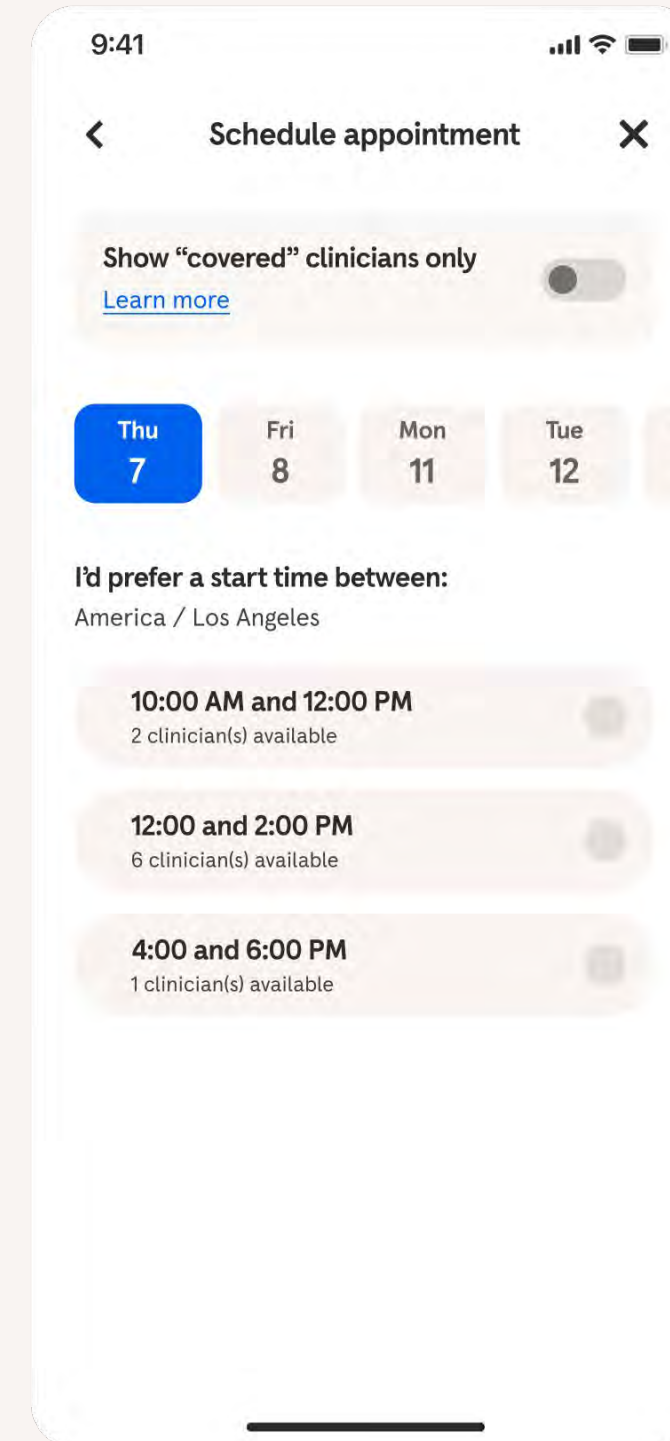 9:41
Schedule appointment
Show “covered” clinicians only
Learn more
Thu Fri Mon Tue
7 8 11 12
I’d prefer a start time between:
America / Los Angeles
10:00 AM and 12:00 PM
2 clinician(s) available
12:00 and 2:00 PM
6 clinician(s) available
4:00 and 6:00 PM
1 clinician(s) available